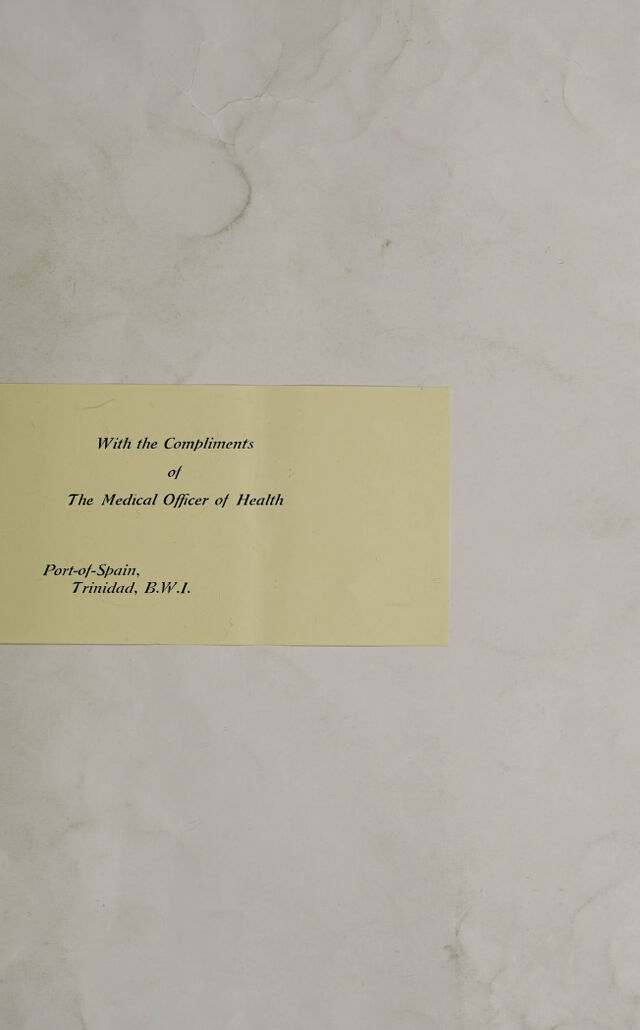 With the Compliments
of
The Medical Officer of Health
Port-of-Spain,
Trinidad, B.W.I.